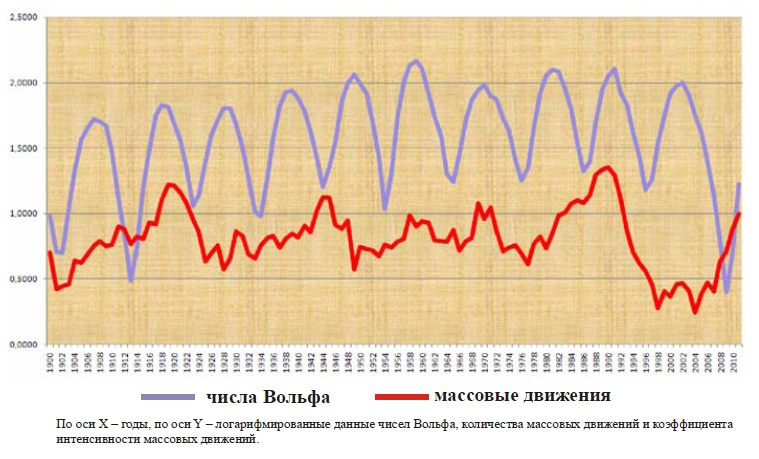 2,5000
2,0000
1,5000
1,0000
0,5000
0,0000
1900 1902 1904 1906 1908 1910 1912 1914 1916 1918 1920 1922 1924 1926 1928 1930 1932 1934 1936 1938 1940 1942 1944 1946 1948 1950 1952 1954 1956 1958 1960 1962 1964 1966 1968 1970 1972 1974 1976 1978 1980 1982 1984 1986 1988 1990 1992 1994 1996 1998 2000 2002 2004 2006 2008 2010
числа Вольфа массовые движения
По оси X – годы, по оси Y – логарифмированные данные чисел Вольфа, количества массовых движений и коэффициента
интенсивности массовых движений.